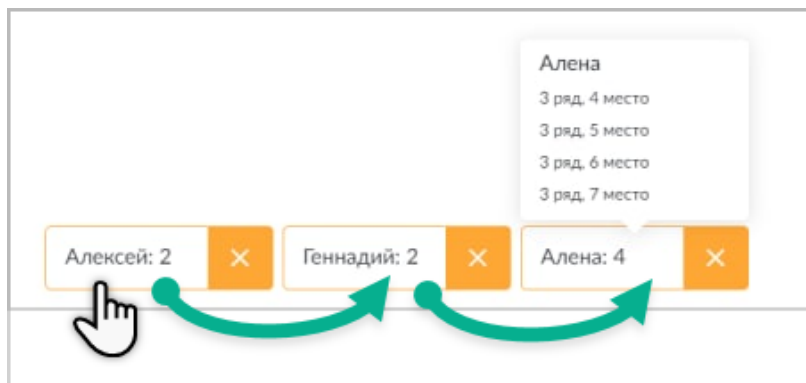 Алена
3 ряд, 4 место
3 ряд, 5 место
3 ряд, 6 место
3 ряд, 7 место
Алексей: 2
Геннадий: 2
Алена: 4